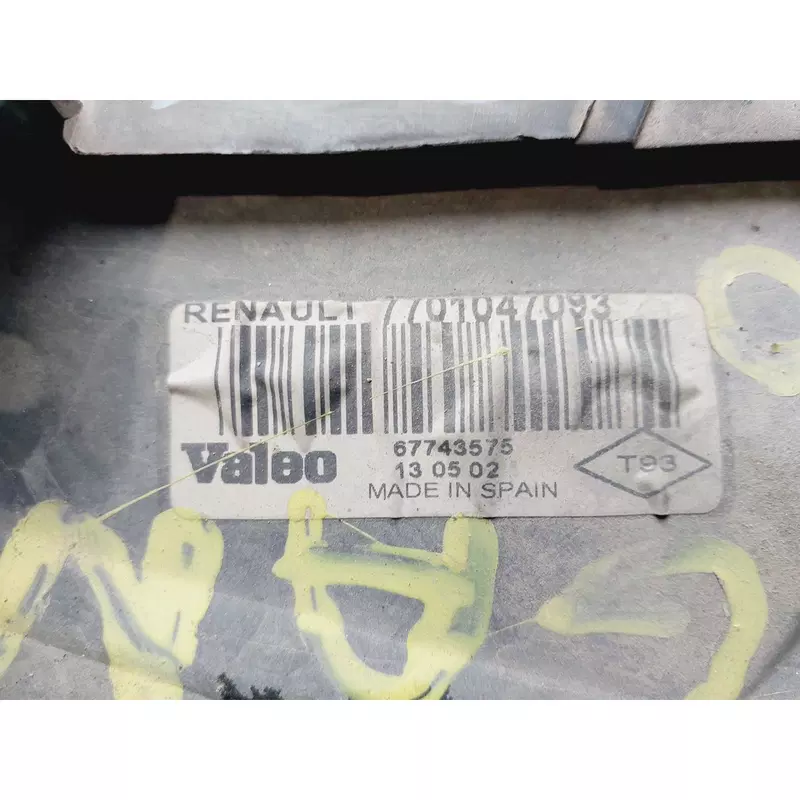 RENAULT 7701047093
67743575
Valeo
13 05 02
T93
MADE IN SPAIN